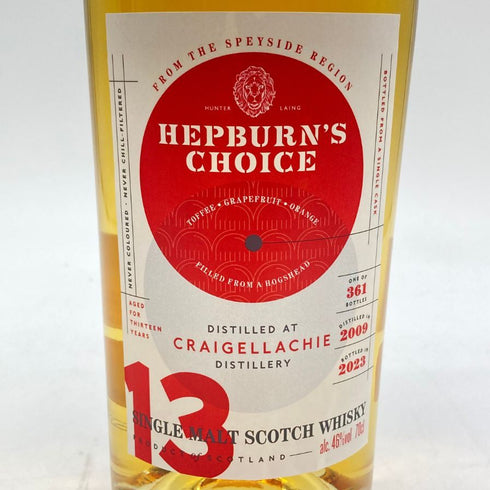 FROM THE SPEYSIDE REGION
HUNTER LAING
HEPBURN'S
CHOICE
TOFFEE • GRAPEFRUIT • ORANGE
FILLED FROM A HOGSHEAD
NEVER COLOURED • NEVER CHILL-FILTERED
BOTTLED FROM A SINGLE CASK
ONE OF
361
BOTTLES
DISTILLED IN
2009
BOTTLED IN
2023
AGED
FOR
THIRTEEN
YEARS
DISTILLED AT
CRAIGELLACHIE
DISTILLERY
13
SINGLE MALT SCOTCH WHISKY
PRODUCT OF SCOTLAND
alc. 46%vol 70cl